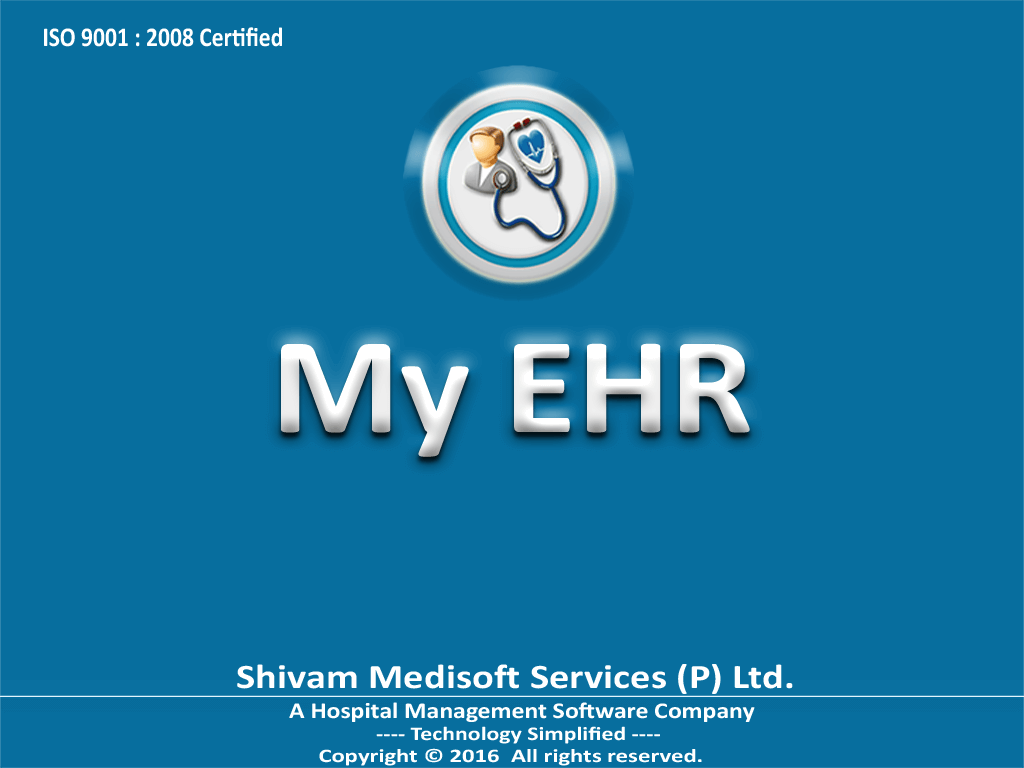 ISO 9001 : 2008 Certified
My EHR
Shivam Medisoft Services (P) Ltd.
A Hospital Management Software Company
---- Technology Simplified ----
Copyright © 2016  All rights reserved.